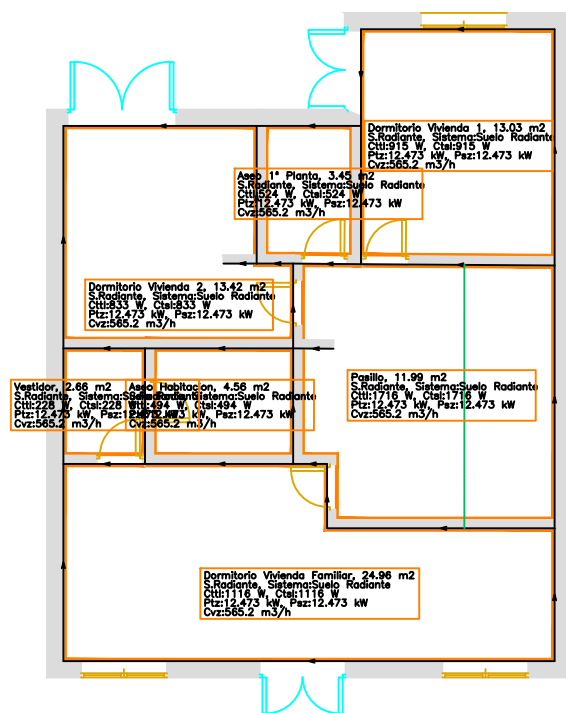 Dormitorio Vivienda 1, 13.03 m2
S.Radiante, Sistema:Suelo Radiante
Cttl:915 W, Ctsl:915 W
Ptz:12.473 kW, Psz:12.473 kW
Cvz:565.2 m3/h
Aseo 1ª Planta, 3.45 m2
S.Radiante, Sistema:Suelo Radiante
Cttl:524 W, Ctsl:524 W
Ptz:12.473 kW, Psz:12.473 kW
Cvz:565.2 m3/h
Dormitorio Vivienda 2, 13.42 m2
S.Radiante, Sistema:Suelo Radiante
Cttl:833 W, Ctsl:833 W
Ptz:12.473 kW, Psz:12.473 kW
Cvz:565.2 m3/h
Pasillo, 11.99 m2
S.Radiante, Sistema:Suelo Radiante
Cttl:1716 W, Ctsl:1716 W
Ptz:12.473 kW, Psz:12.473 kW
Cvz:565.2 m3/h
Vestidor, 2.66 m2
S.Radiante,
Cttl:228 W, Ctsl:228 W
Ptz:12.473 kW,
Cvz:565.2 m3/h
Aseo Habitacion, 4.56 m2
Sistema:Suelo Radiante
Cttl:494 W, Ctsl:494 W
Psz:12.473 kW
Cvz:565.2 m3/h
Dormitorio Vivienda Familiar, 24.96 m2
S.Radiante, Sistema:Suelo Radiante
Cttl:1116 W, Ctsl:1116 W
Ptz:12.473 kW, Psz:12.473 kW
Cvz:565.2 m3/h